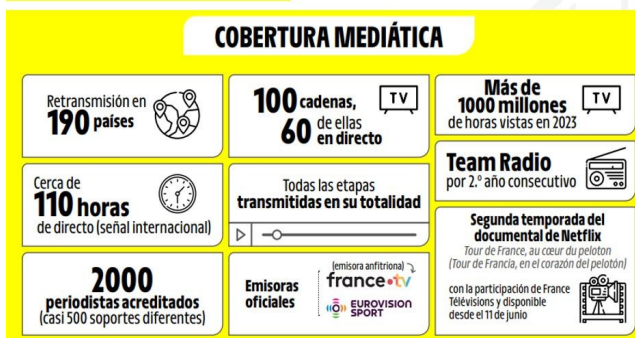 COBERTURA MEDIÁTICA
Retransmisión en
190 países
100 cadenas,
60 de ellas
en directo
TV
Más de
1000 millones
de horas vistas en 2023
TV
Cerca de
110 horas
de directo (señal internacional)
Todas las etapas
transmitidas en su totalidad
Team Radio
por 2.º año consecutivo
2000
periodistas acreditados
(casi 500 soportes diferentes)
Emisoras
oficiales
(emisora anfitriona)
france•tv
EUROVISION
SPORT
Segunda temporada del
documental de Netflix
Tour de France, au cœur du peloton
(Tour de Francia, en el corazón del pelotón)
con la participación de France
Télévisions y disponible
desde el 11 de junio